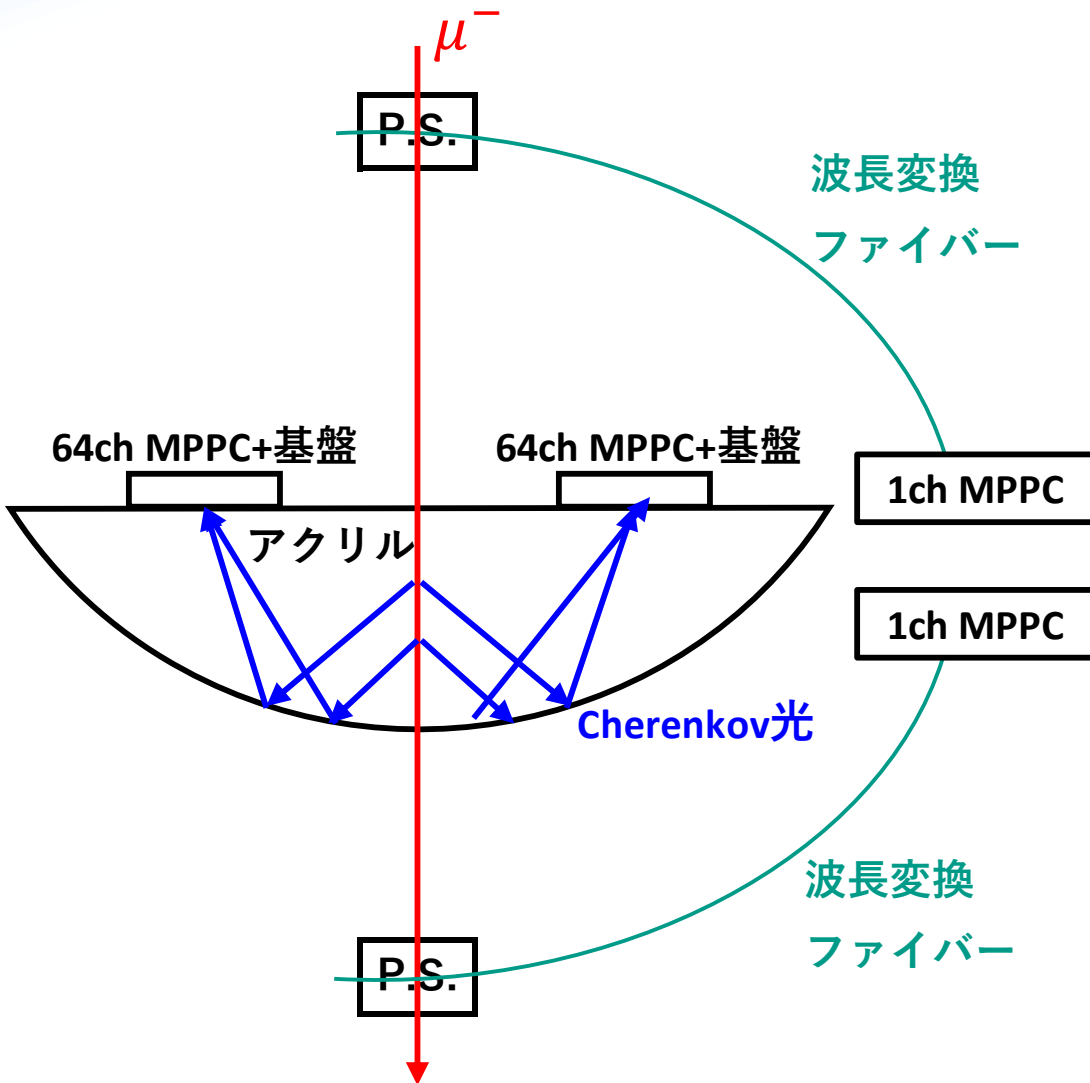 μ⁻
P.S.
波長変換
ファイバー
64ch MPPC+基盤
64ch MPPC+基盤
1ch MPPC
アクリル
1ch MPPC
Cherenkov光
波長変換
ファイバー
P.S.